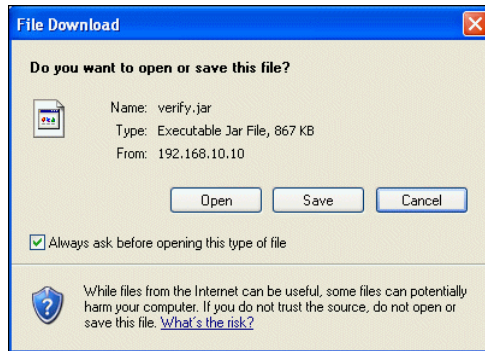 File Download
Do you want to open or save this file?
Name: verify.jar
Type: Executable Jar File, 867 KB
From: 192.168.10.10
Open Save Cancel
Always ask before opening this type of file
While files from the Internet can be useful, some files can potentially
harm your computer. If you do not trust the source, do not open or
save this file. What's the risk?